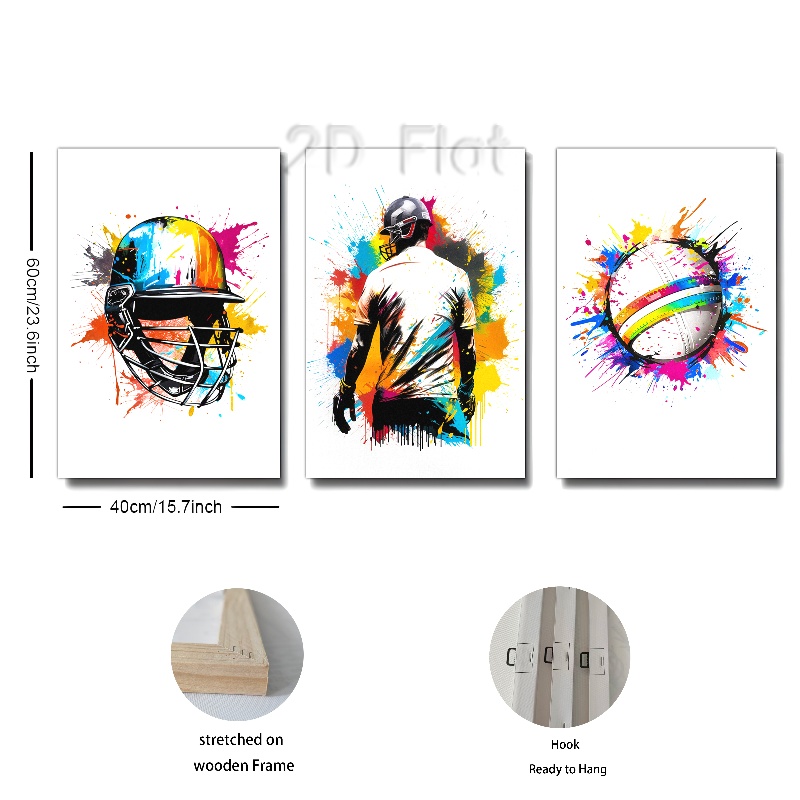 2D Flat
60cm/23.6inch
40cm/15.7inch
stretched on
wooden Frame
Hook
Ready to Hang